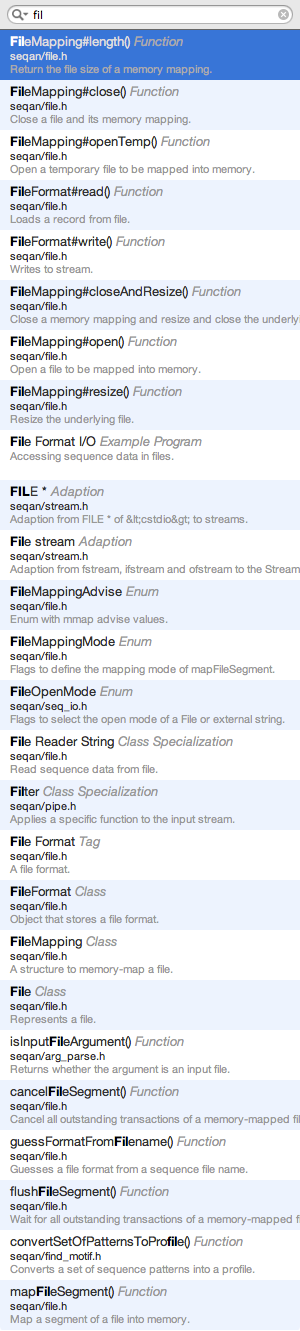 fil
FileMapping#length() Function
seqan/file.h
Return the file size of a memory mapping.
FileMapping#close() Function
seqan/file.h
Close a file and its memory mapping.
FileMapping#openTemp() Function
seqan/file.h
Open a temporary file to be mapped into memory.
FileFormat#read() Function
seqan/file.h
Loads a record from file.
FileFormat#write() Function
seqan/file.h
Writes to stream.
FileMapping#closeAndResize() Function
seqan/file.h
Close a memory mapping and resize and close the underlyi
FileMapping#open() Function
seqan/file.h
Open a file to be mapped into memory.
FileMapping#resize() Function
seqan/file.h
Resize the underlying file.
File Format I/O Example Program
Accessing sequence data in files.
FILE * Adaption
seqan/stream.h
Adaption from FILE * of &lt;cstdio&gt; to streams.
File stream Adaption
seqan/stream.h
Adaption from fstream, ifstream and ofstream to the Stream
FileMappingAdvise Enum
seqan/file.h
Enum with mmap advise values.
FileMappingMode Enum
seqan/file.h
Flags to define the mapping mode of mapFileSegment.
FileOpenMode Enum
seqan/seq_io.h
Flags to select the open mode of a File or external string.
File Reader String Class Specialization
seqan/file.h
Read sequence data from file.
Filter Class Specialization
seqan/pipe.h
Applies a specific function to the input stream.
File Format Tag
seqan/file.h
A file format.
FileFormat Class
seqan/file.h
Object that stores a file format.
FileMapping Class
seqan/file.h
A structure to memory-map a file.
File Class
seqan/file.h
Represents a file.
isInputFileArgument() Function
seqan/arg_parse.h
Returns whether the argument is an input file.
cancelFileSegment() Function
seqan/file.h
Cancel all outstanding transactions of a memory-mapped fi
guessFormatFromFilename() Function
seqan/file.h
Guesses a file format from a sequence file name.
flushFileSegment() Function
seqan/file.h
Wait for all outstanding transactions of a memory-mapped f
convertSetOfPatternsToProfile() Function
seqan/find_motif.h
Converts a set of sequence patterns into a profile.
mapFileSegment() Function
seqan/file.h
Map a segment of a file into memory.